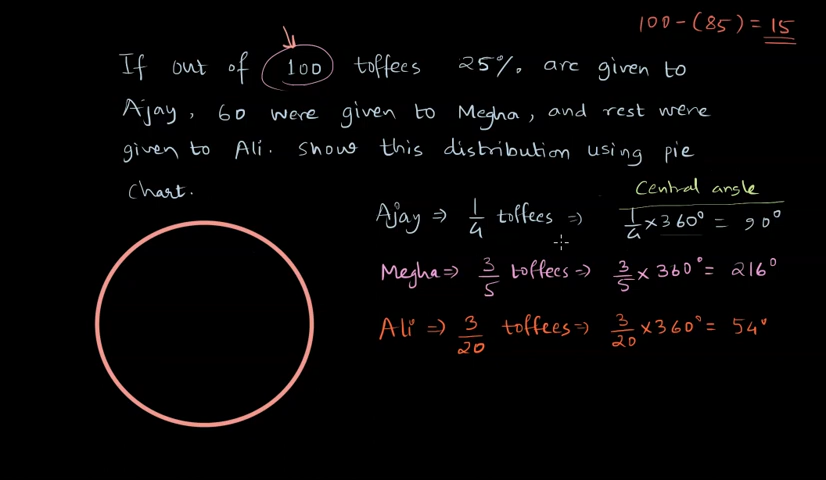 100 - (85) = 15
If out of 100 toffees 25%. are given to
Ajay, 60 were given to Megha, and rest were
given to Ali. Show this distribution using pie
chart.
Central angle
Ajay ⇒ 1/4 toffees ⇒ 1/4 × 360° = 90°
Megha ⇒ 3/5 toffees ⇒ 3/5 × 360° = 216°
Ali ⇒ 3/20 toffees ⇒ 3/20 × 360° = 54°